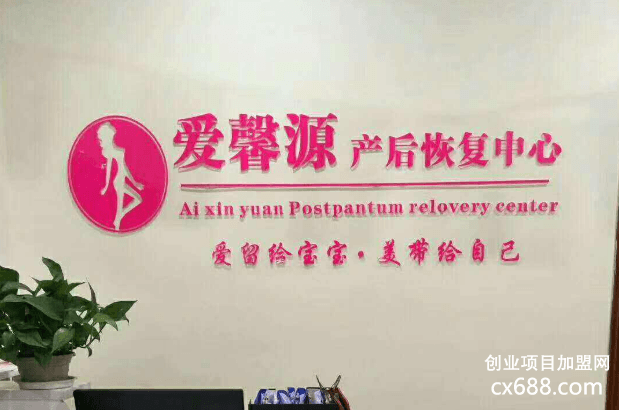 爱馨源 产后恢复中心
Ai xin yuan Postpantum relovery center
爱留给宝宝·美带给自己
创业项目加盟网
cx688.com